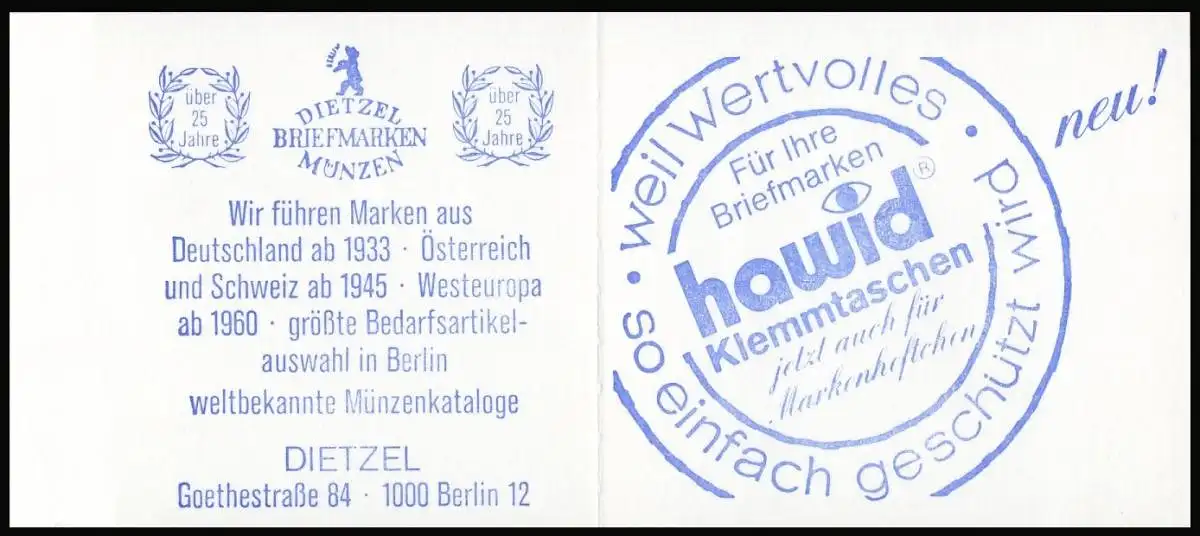 über
25
Jahre
DIETZEL
BRIEFMARKEN
MÜNZEN
über
25
Jahre
Wir führen Marken aus
Deutschland ab 1933 · Österreich
und Schweiz ab 1945 · Westeuropa
ab 1960 · größte Bedarfsartikel-
auswahl in Berlin
weltbekannte Münzenkataloge
DIETZEL
Goethestraße 84 · 1000 Berlin 12
neu!
· weil Wertvolles ·
so einfach geschützt wird
Für Ihre
Briefmarken
hawid®
Klemmtaschen
jetzt auch für
Markenheftchen